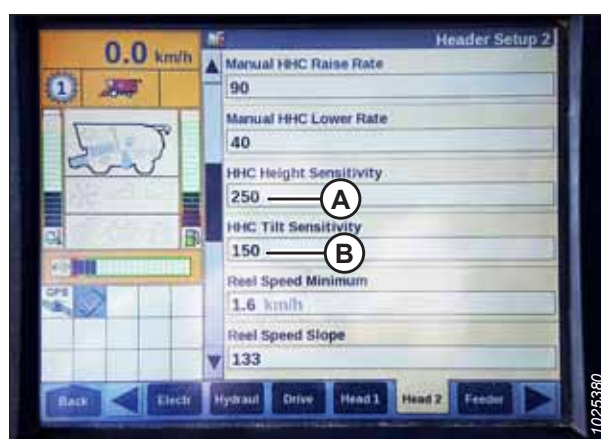 0.0 km/h
Header Setup 2
1
Manual HHC Raise Rate
90
Manual HHC Lower Rate
40
HHC Height Sensitivity
250
A
HHC Tilt Sensitivity
150
B
Reel Speed Minimum
1.6 km/h
Reel Speed Slope
133
GPS
Back
Electr
Hydraul
Drive
Head 1
Head 2
Feeder
1025380